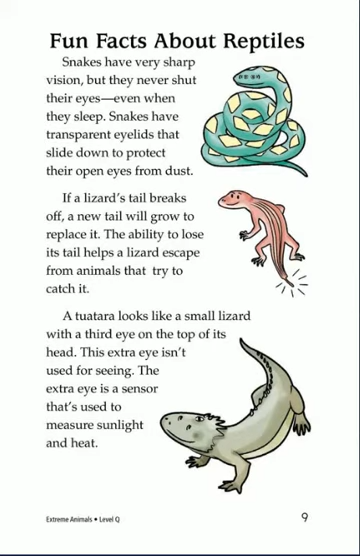 Fun Facts About Reptiles
Snakes have very sharp
vision, but they never shut
their eyes—even when
they sleep. Snakes have
transparent eyelids that
slide down to protect
their open eyes from dust.
If a lizard's tail breaks
off, a new tail will grow to
replace it. The ability to lose
its tail helps a lizard escape
from animals that try to
catch it.
A tuatara looks like a small lizard
with a third eye on the top of its
head. This extra eye isn't
used for seeing. The
extra eye is a sensor
that's used to
measure sunlight
and heat.
Extreme Animals • Level Q
9